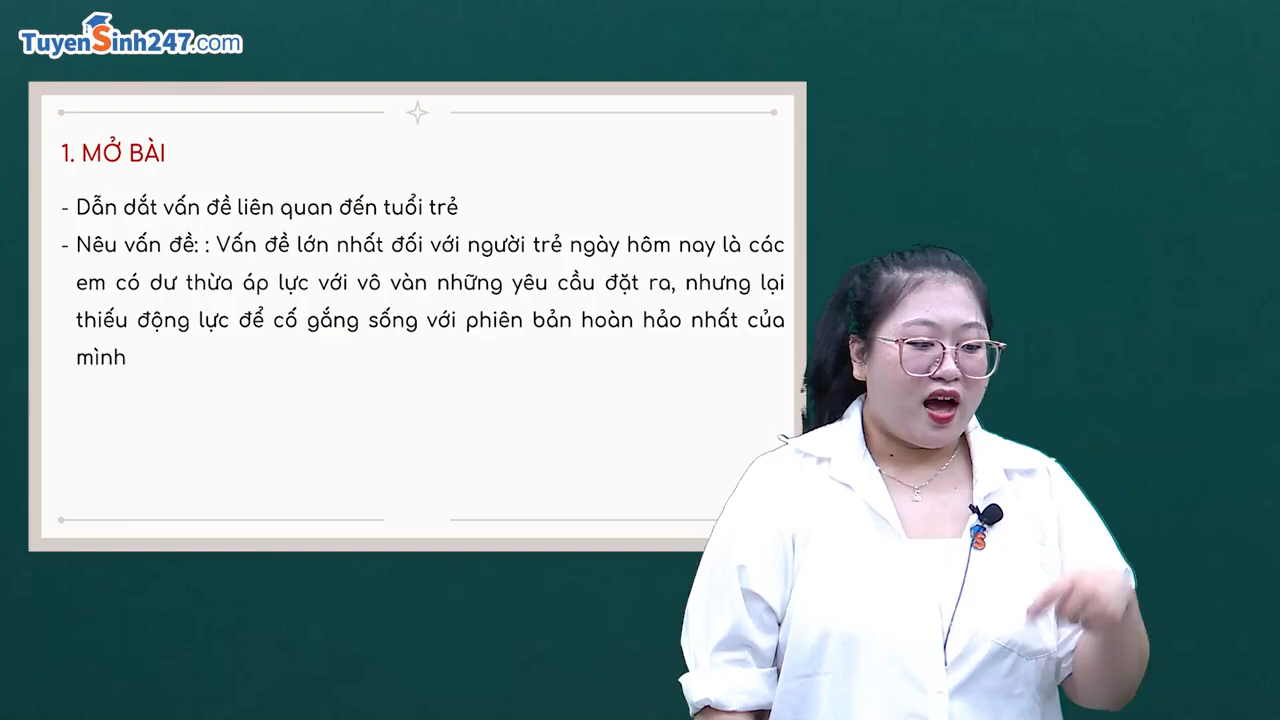 TuyenSinh247.com
1. MỞ BÀI
- Dẫn dắt vấn đề liên quan đến tuổi trẻ
- Nêu vấn đề: : Vấn đề lớn nhất đối với người trẻ ngày hôm nay là các
em có dư thừa áp lực với vô vàn những yêu cầu đặt ra, nhưng lại
thiếu động lực để cố gắng sống với phiên bản hoàn hảo nhất của
mình